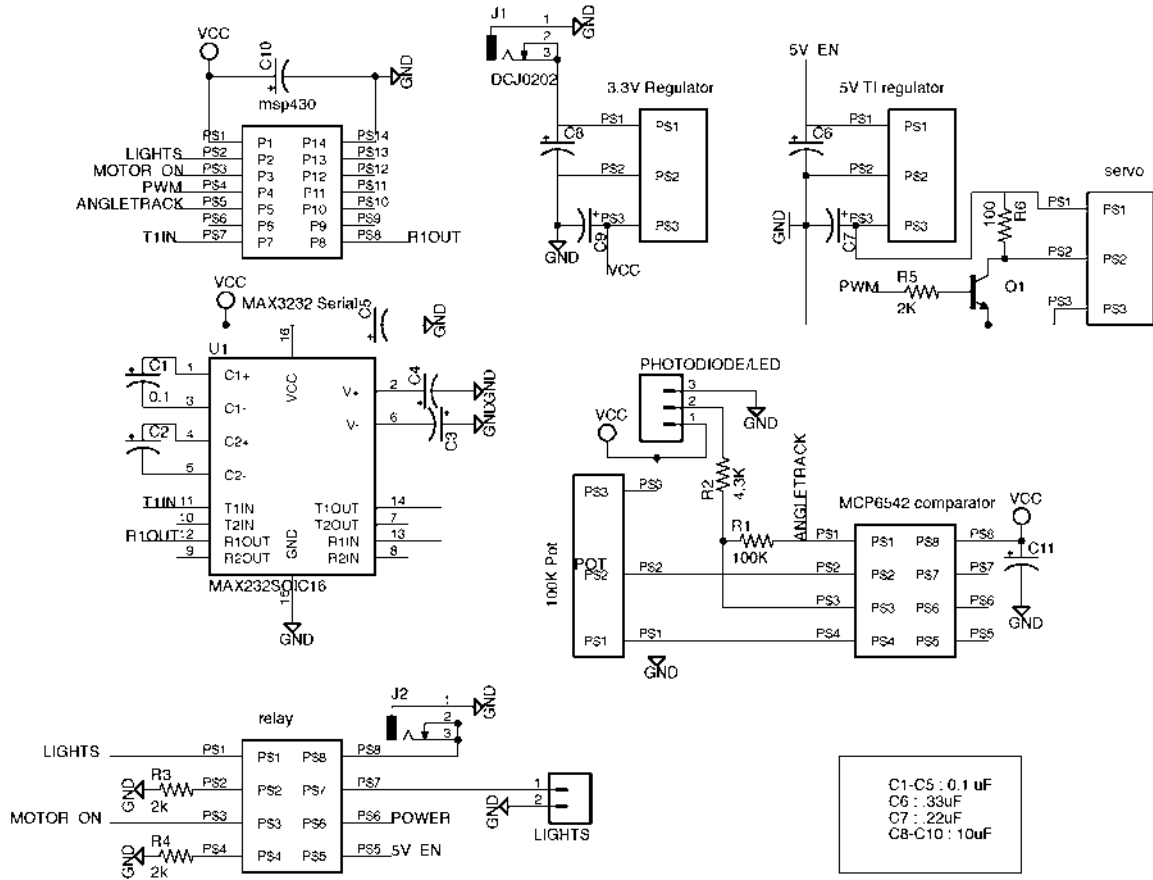 J1
VCC
1
GND
2
3
C10
GND
DCJ0202
5V EN
msp430
3.3V Regulator
5V TI regulator
PS1 P1 P14 PS14
LIGHTS PS2 P2 P13 PS13
MOTOR ON PS3 P3 P12 PS12
PWM PS4 P4 P11 PS11
ANGLETRACK PS5 P5 P10 PS10
PS6 P6 P9 PS9
T1IN PS7 P7 P8 PS8 R1OUT
C8
PS1 PS1
PS2 PS2
PS3 PS3
C9
GND
VCC
C6
PS1 PS1
PS2 PS2
PS3 PS3
C7
GND
servo
100
R6
PS1 PS1
PS2 PS2
PS3 PS3
PWM
R5
2K
Q1
VCC
MAX3232 Serial
C5
GND
U1
16
C1
0.1
1 C1+
3 C1-
C2
4 C2+
5 C2-
VCC
V+ 2
C4
GND
V- 6
C3
GND
T1IN 11 T1IN T1OUT 14
10 T2IN T2OUT 7
R1OUT 12 R1OUT R1IN 13
9 R2OUT R2IN 8
GND
MAX232SOIC16
15
GND
PHOTODIODE/LED
3
2
1
GND
VCC
R2
4.3K
ANGLETRACK
R1
100K
100K Pot
POT
PS3 PS3
PS2 PS2
PS1 PS1
GND
MCP6542 comparator
VCC
PS1 PS1 PS8 PS8
PS2 PS2 PS7 PS7
PS3 PS3 PS6 PS6
PS4 PS4 PS5 PS5
C11
GND
J2
1
GND
2
3
relay
LIGHTS PS1 PS1 PS8 PS8
GND R3 2k PS2 PS2 PS7 PS7
MOTOR ON PS3 PS3 PS6 PS6 POWER
GND R4 2k PS4 PS4 PS5 PS5 5V EN
1
2
GND
LIGHTS
C1-C5 : 0.1 uF
C6 : .33uF
C7 : .22uF
C8-C10 : 10uF